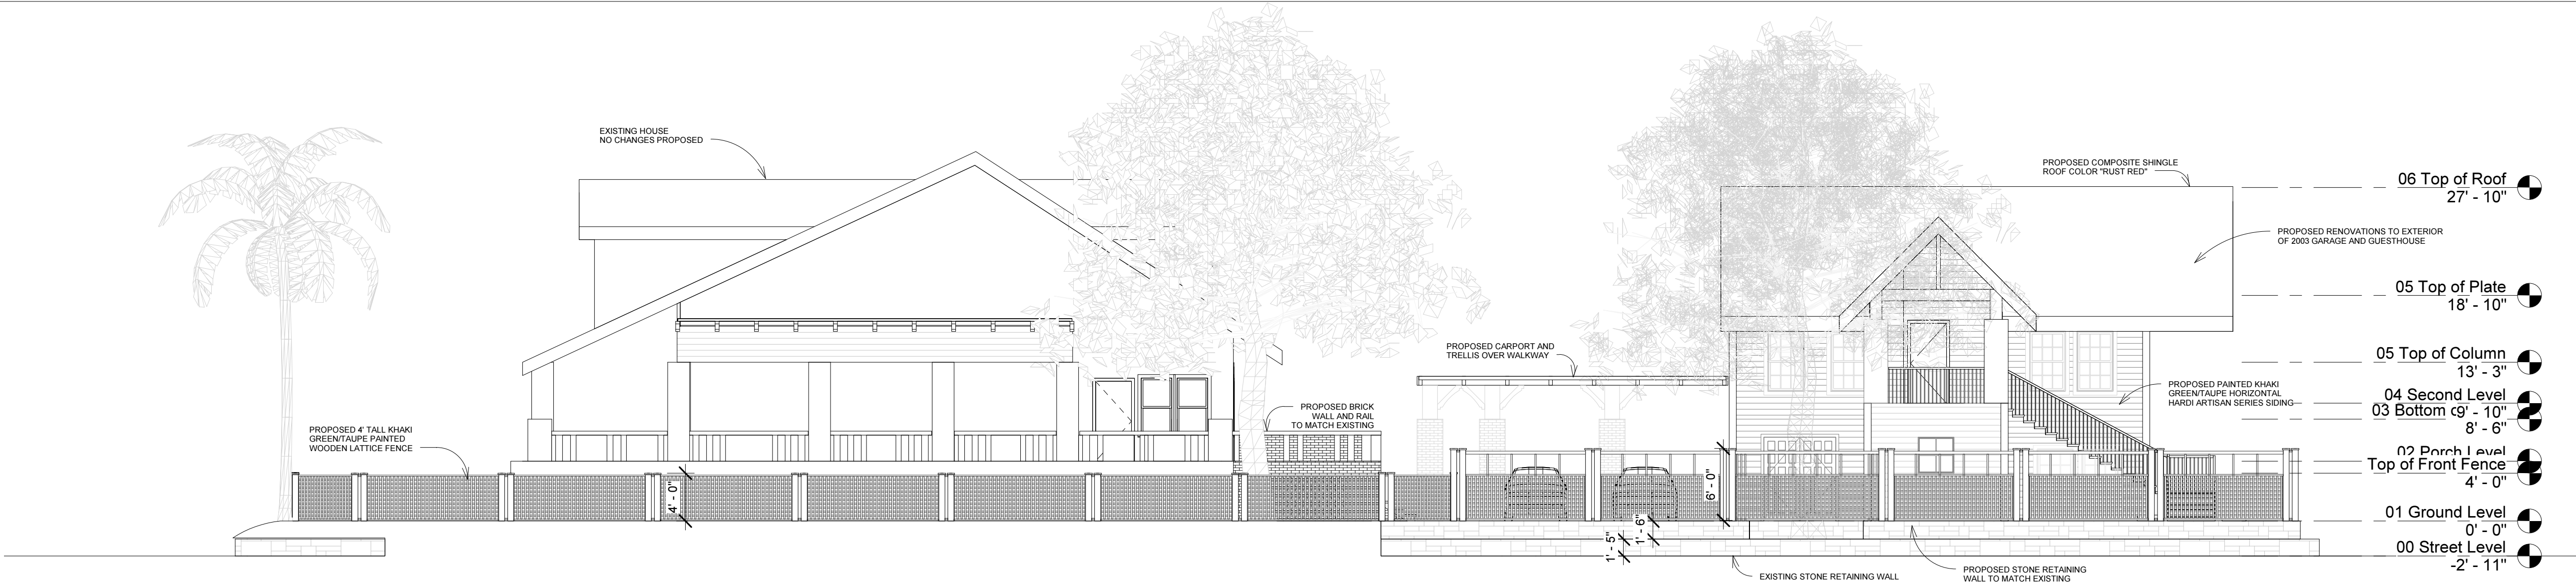 EXISTING HOUSE
NO CHANGES PROPOSED
PROPOSED 4' TALL KHAKI
GREEN/TAUPE PAINTED
WOODEN LATTICE FENCE
4' - 0"
PROPOSED BRICK
WALL AND RAIL
TO MATCH EXISTING
PROPOSED CARPORT AND
TRELLIS OVER WALKWAY
6' - 0"
1' - 6"
1' - 5"
EXISTING STONE RETAINING WALL
PROPOSED STONE RETAINING
WALL TO MATCH EXISTING
PROPOSED COMPOSITE SHINGLE
ROOF COLOR "RUST RED"
PROPOSED RENOVATIONS TO EXTERIOR
OF 2003 GARAGE AND GUESTHOUSE
PROPOSED PAINTED KHAKI
GREEN/TAUPE HORIZONTAL
HARDI ARTISAN SERIES SIDING
06 Top of Roof
27' - 10"
05 Top of Plate
18' - 10"
05 Top of Column
13' - 3"
04 Second Level
9' - 10"
03 Bottom
8' - 6"
02 Porch Level
Top of Front Fence
4' - 0"
01 Ground Level
0' - 0"
00 Street Level
-2' - 11"